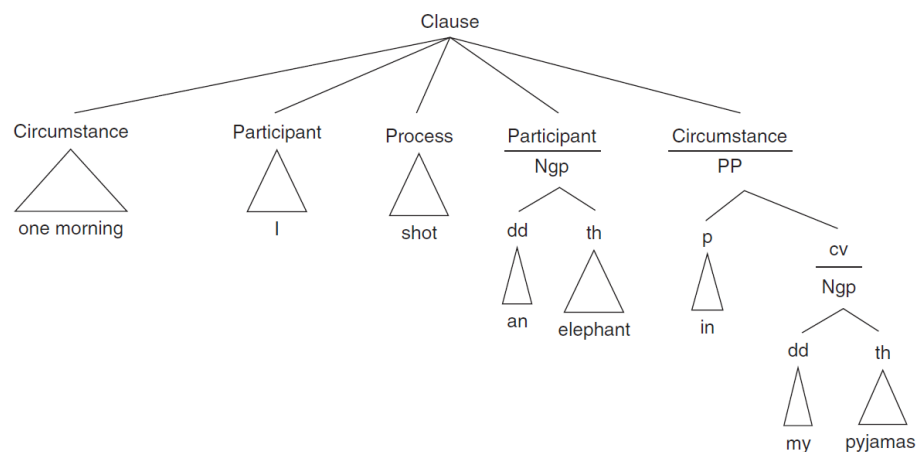 Clause
Circumstance Participant Process Participant Circumstance
Ngp PP
one morning I shot dd th p cv
an elephant in Ngp
dd th
my pyjamas